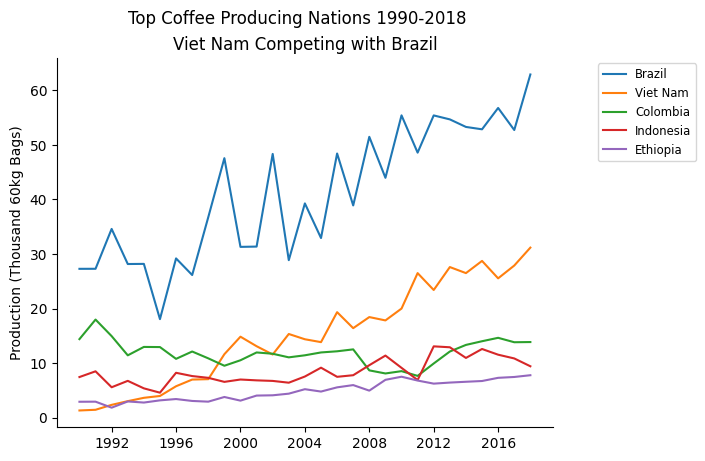 Top Coffee Producing Nations 1990-2018
Viet Nam Competing with Brazil
Production (Thousand 60kg Bags)
60
50
40
30
20
10
0
1992 1996 2000 2004 2008 2012 2016
Brazil
Viet Nam
Colombia
Indonesia
Ethiopia